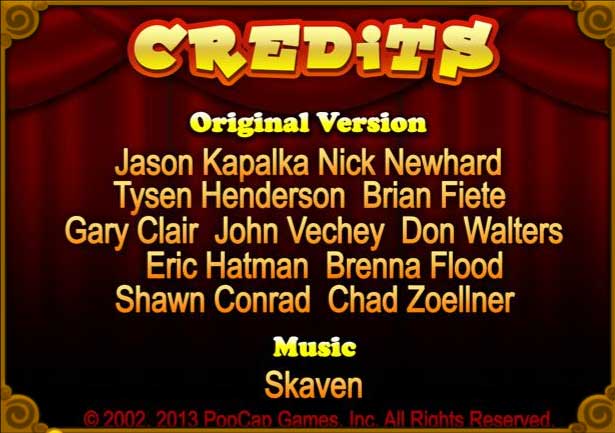 CREDiTS
Original Version
Jason Kapalka Nick Newhard
Tysen Henderson Brian Fiete
Gary Clair John Vechey Don Walters
Eric Hatman Brenna Flood
Shawn Conrad Chad Zoellner
Music
Skaven
© 2002, 2013 PopCap Games, Inc. All Rights Reserved.